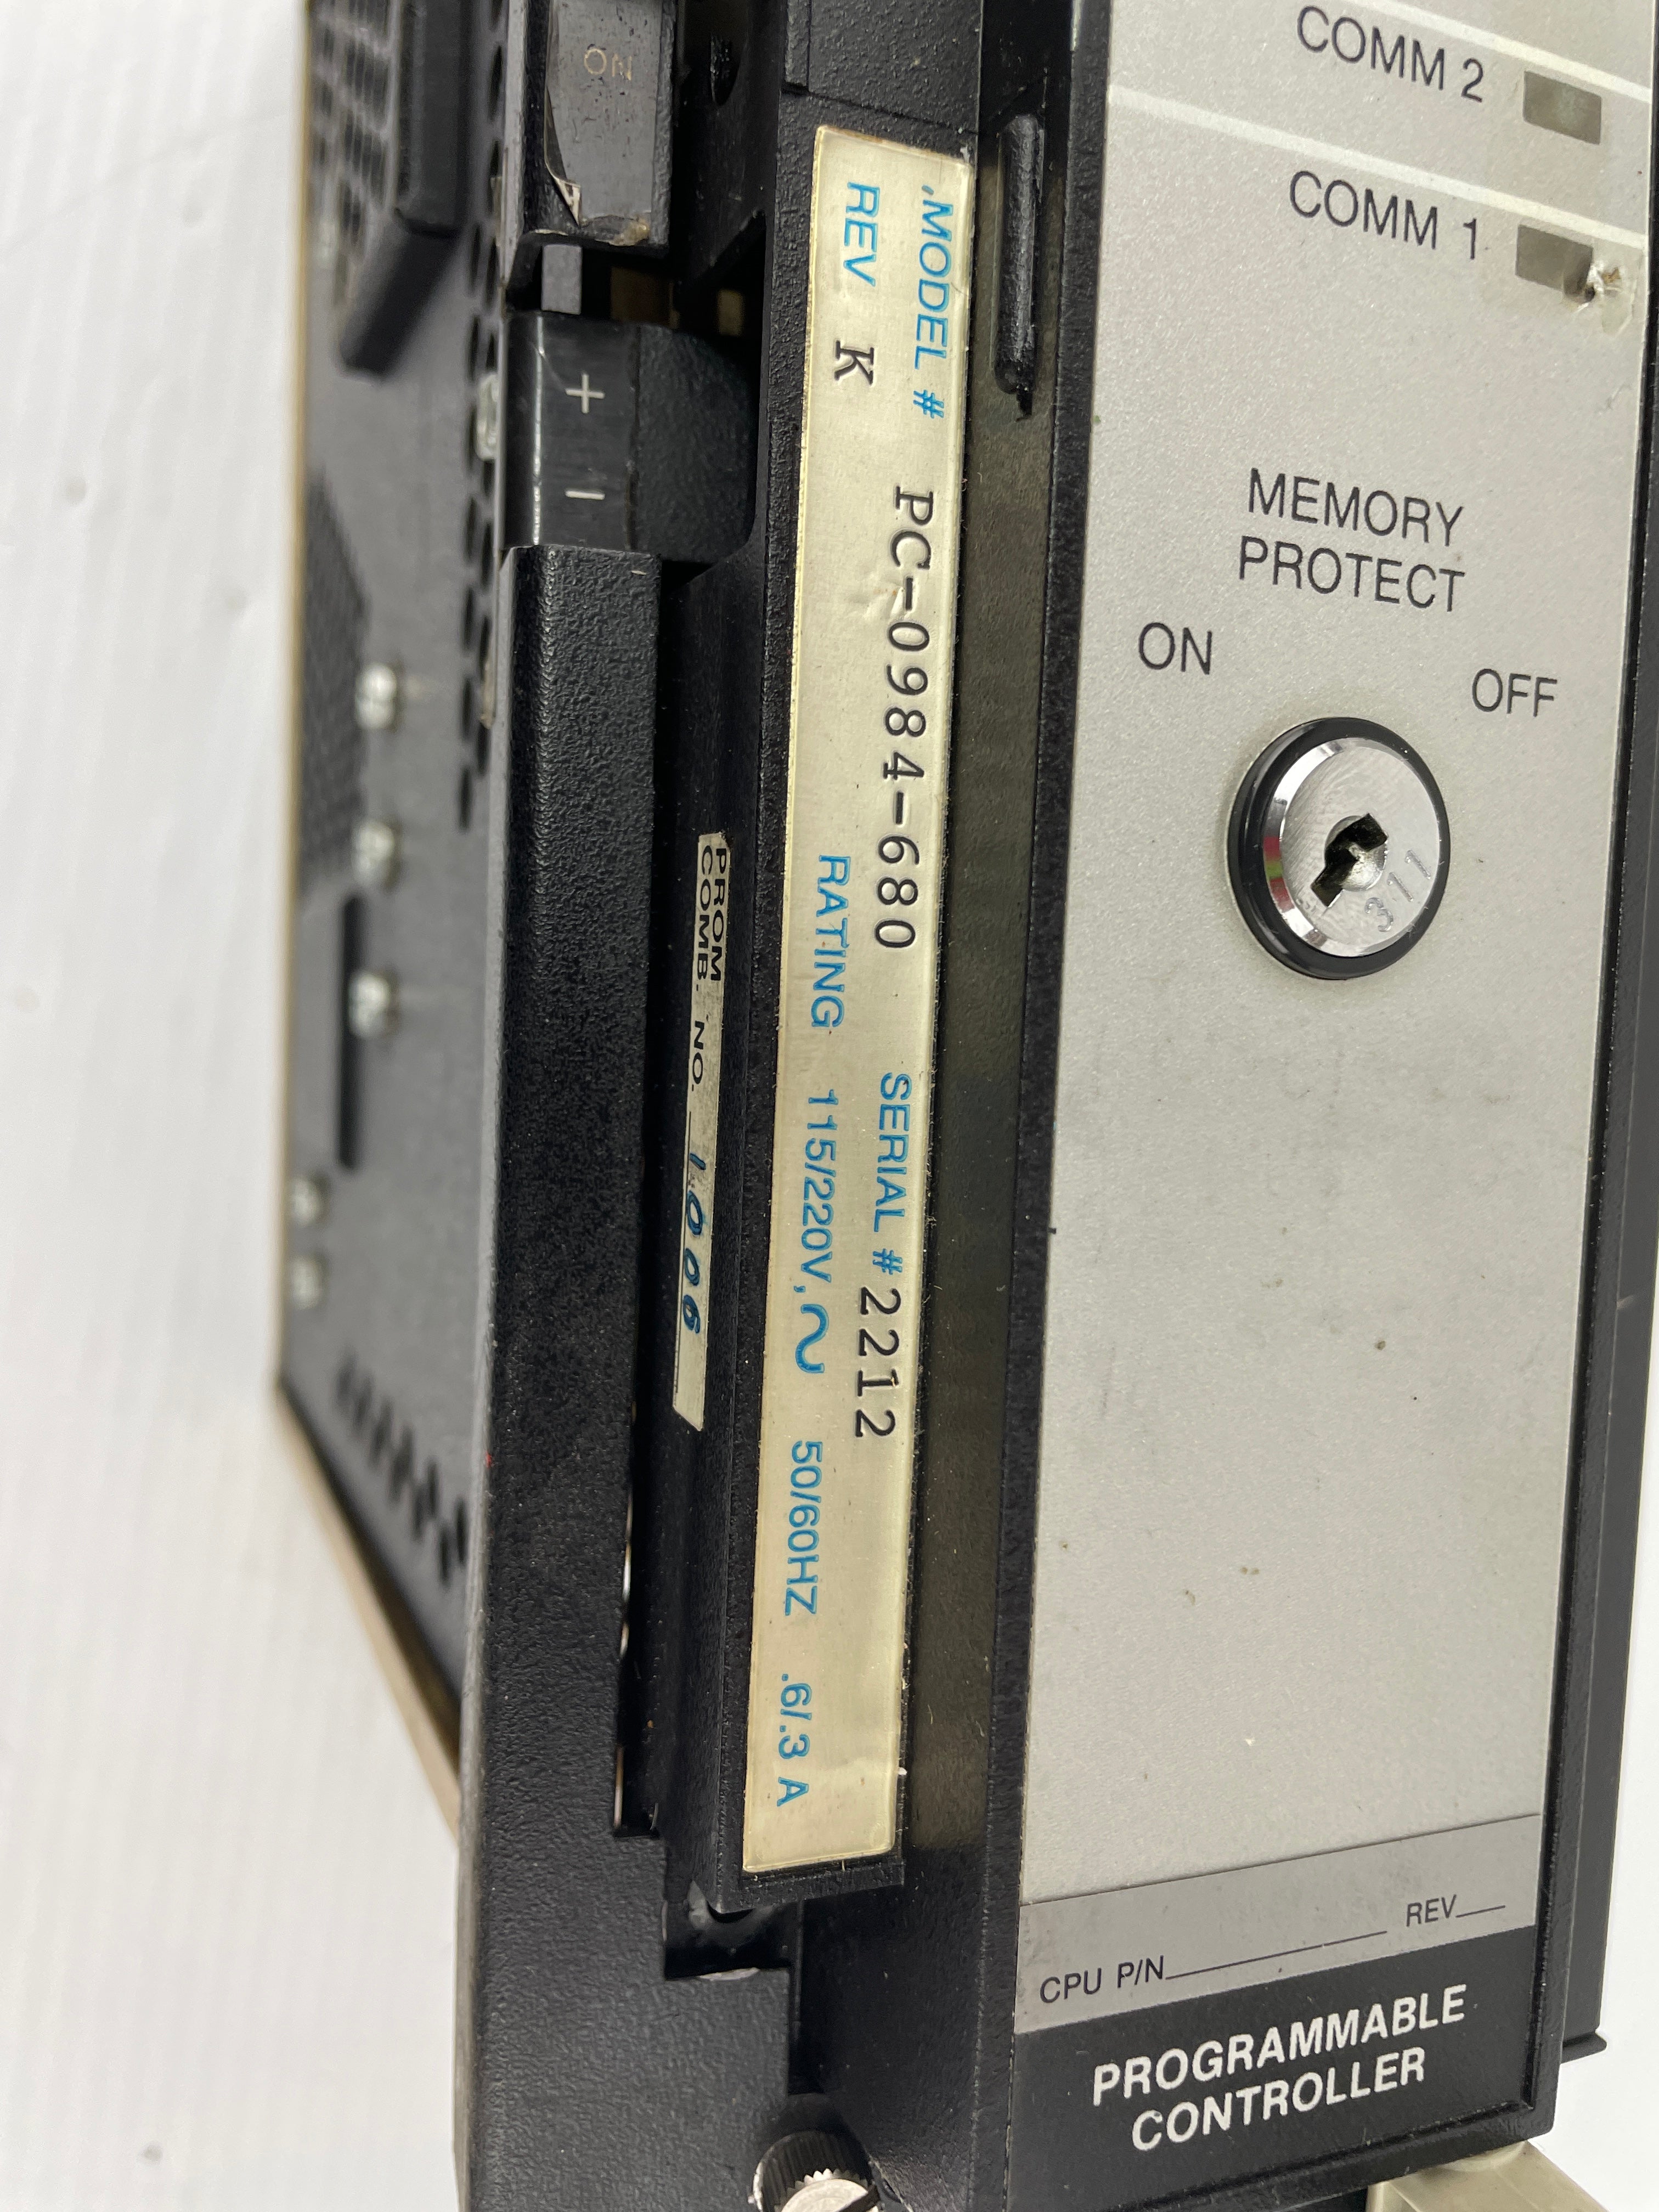 COMM 2
COMM 1
MEMORY
PROTECT
ON
OFF
311
CPU P/N REV
PROGRAMMABLE
CONTROLLER
.MODEL # PC-0984-680 SERIAL # 2212
REV K RATING 115/220V, ∿ 50/60HZ .6/.3 A
PROM
COMB. NO. 1006
ON
+
−